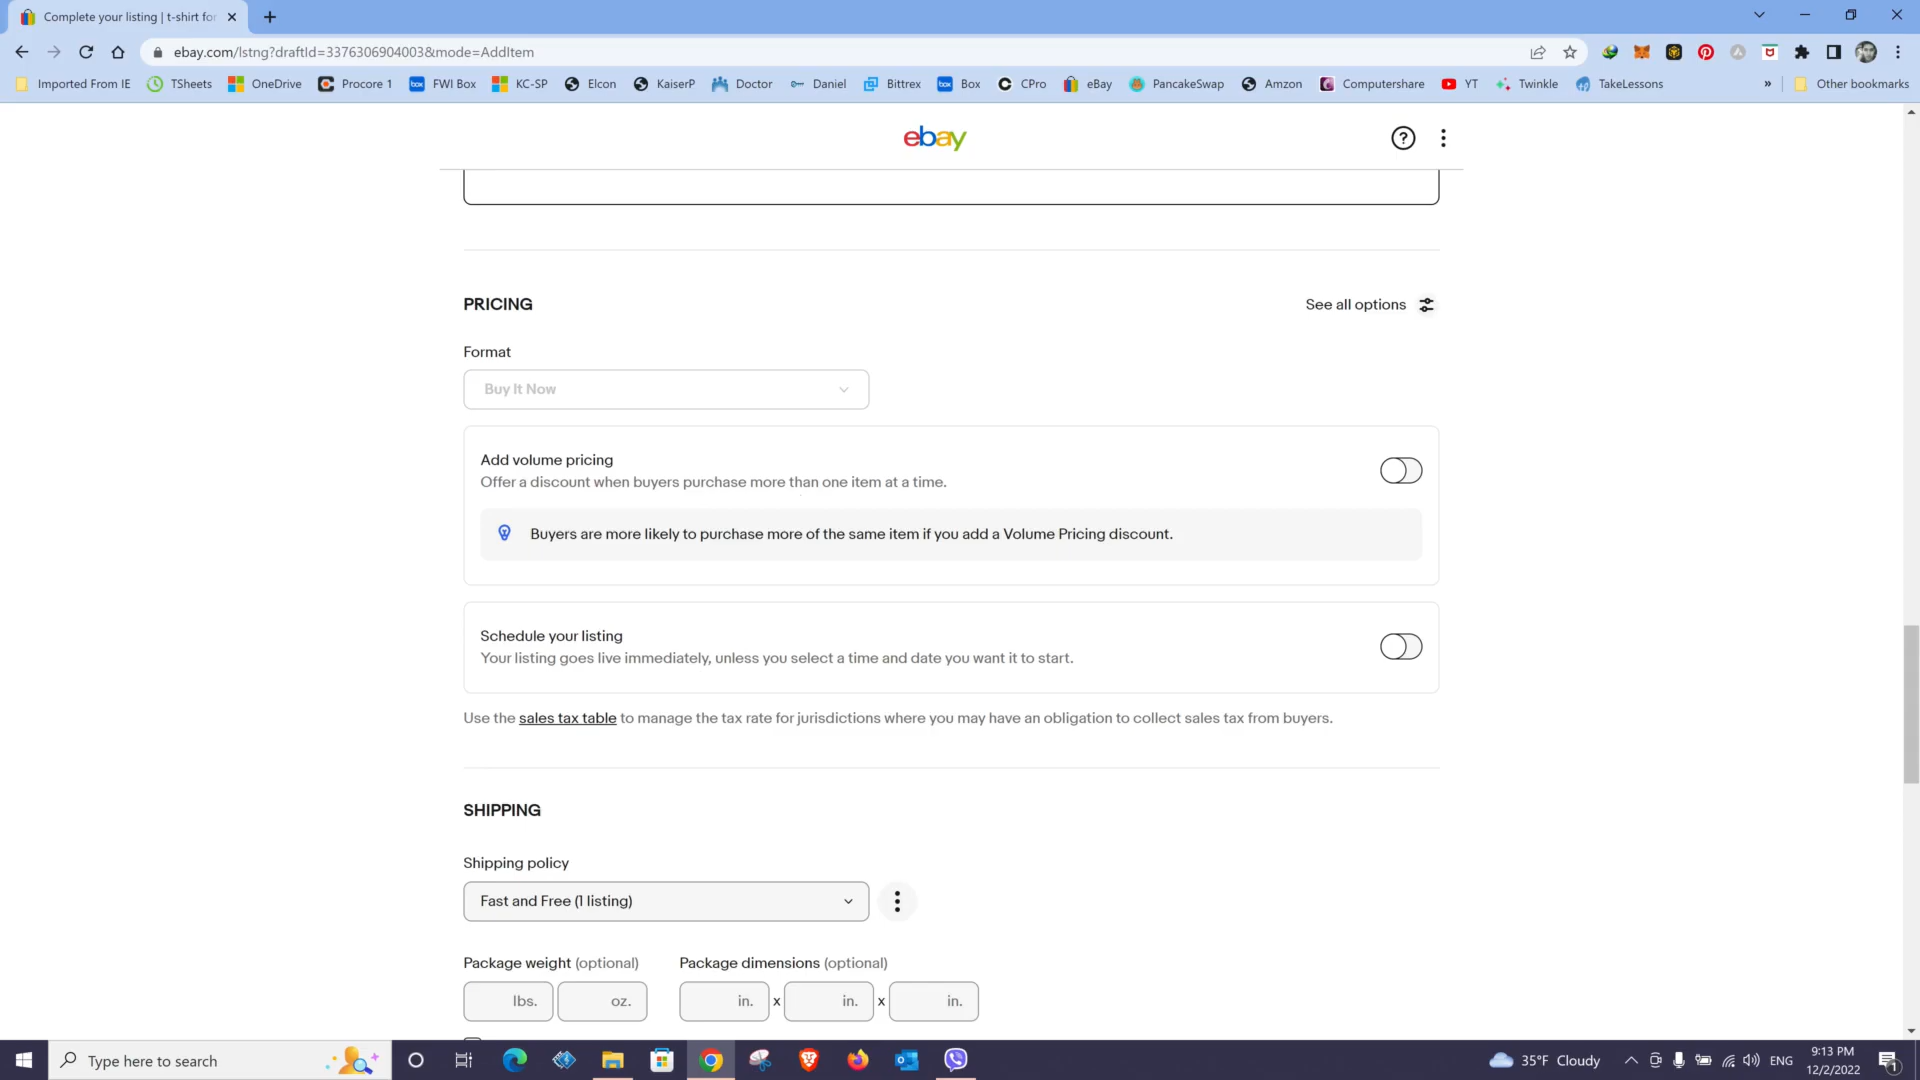 Complete your listing | t-shirt for
ebay.com/lstng?draftId=3376306904003&mode=AddItem
Imported From IE TSheets OneDrive Procore 1 FWI Box KC-SP Elcon KaiserP Doctor Daniel Bittrex Box CPro eBay PancakeSwap Amzon Computershare YT Twinkle TakeLessons » Other bookmarks
ebay
PRICING
See all options
Format
Buy It Now
Add volume pricing
Offer a discount when buyers purchase more than one item at a time.
Buyers are more likely to purchase more of the same item if you add a Volume Pricing discount.
Schedule your listing
Your listing goes live immediately, unless you select a time and date you want it to start.
Use the sales tax table to manage the tax rate for jurisdictions where you may have an obligation to collect sales tax from buyers.
SHIPPING
Shipping policy
Fast and Free (1 listing)
Package weight (optional) Package dimensions (optional)
lbs. oz. in. x in. x in.
Type here to search
35°F Cloudy
ENG
9:13 PM
12/2/2022
1